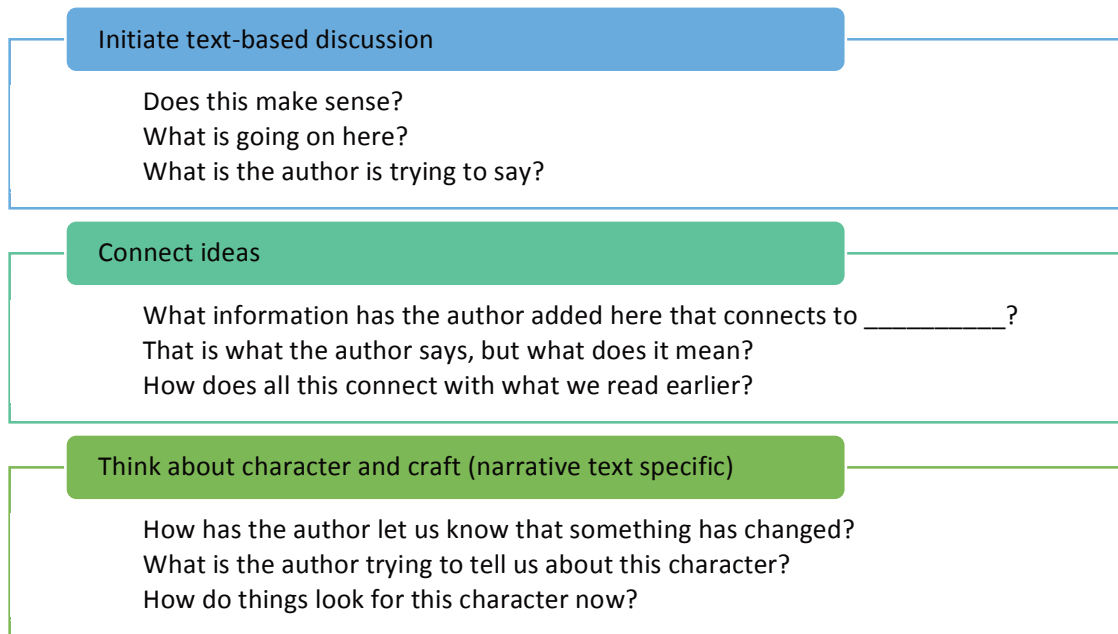 Initiate text-based discussion
Does this make sense?
What is going on here?
What is the author is trying to say?
Connect ideas
What information has the author added here that connects to __________?
That is what the author says, but what does it mean?
How does all this connect with what we read earlier?
Think about character and craft (narrative text specific)
How has the author let us know that something has changed?
What is the author trying to tell us about this character?
How do things look for this character now?